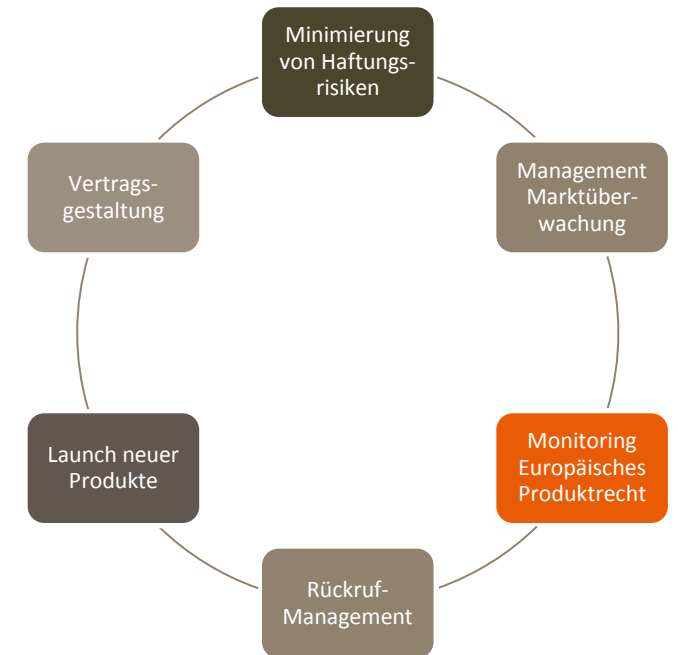 Minimierung
von Haftungs-
risiken
Management
Marktüber-
wachung
Monitoring
Europäisches
Produktrecht
Rückruf-
Management
Launch neuer
Produkte
Vertrags-
gestaltung